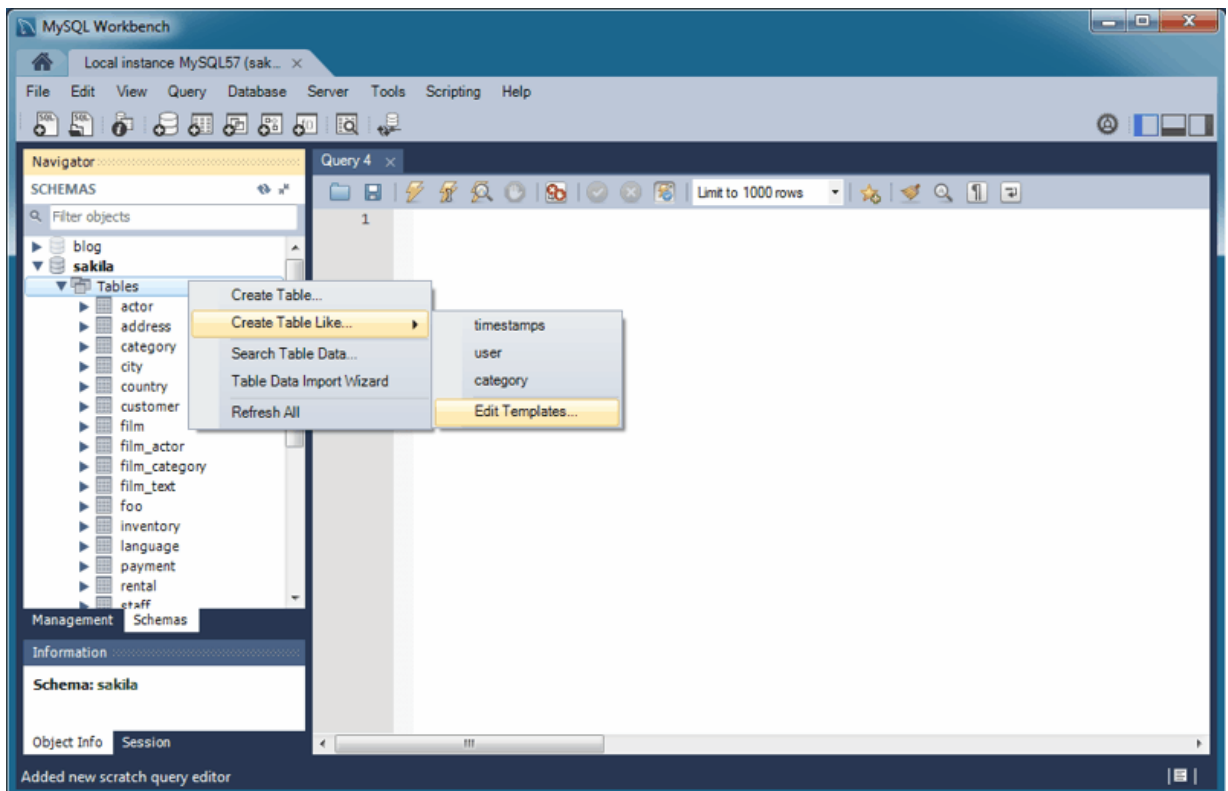 MySQL Workbench
Local instance MySQL57 (sak...
File Edit View Query Database Server Tools Scripting Help
Navigator
SCHEMAS
Filter objects
blog
sakila
Tables
actor
address
category
city
country
customer
film
film_actor
film_category
film_text
foo
inventory
language
payment
rental
staff
Management Schemas
Information
Schema: sakila
Object Info Session
Query 4
Limit to 1000 rows
1
Create Table...
Create Table Like...
Search Table Data...
Table Data Import Wizard
Refresh All
timestamps
user
category
Edit Templates...
Added new scratch query editor